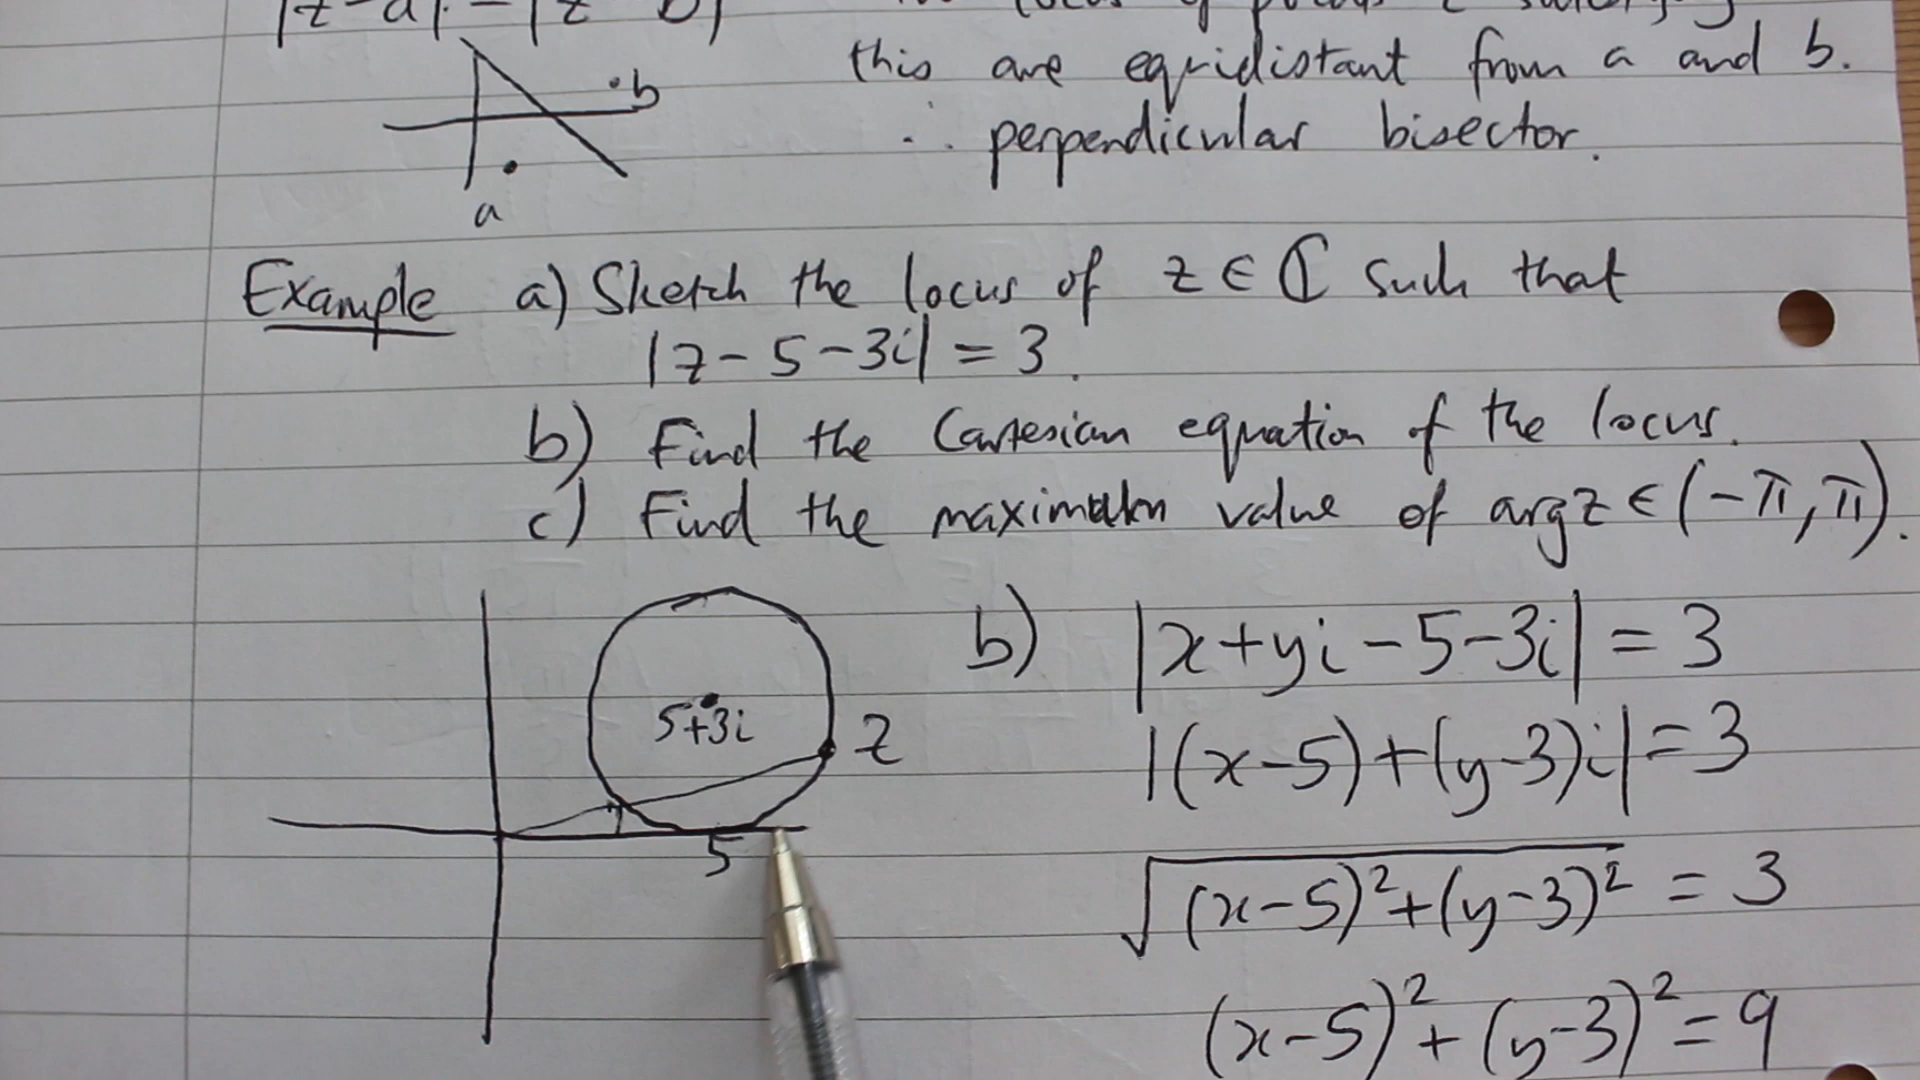 |z-a| = |z-b|
this are equidistant from a and b.
∴ perpendicular bisector.
b
a
Example a) Sketch the locus of z ∈ ℂ such that
|z - 5 - 3i| = 3.
b) Find the Cartesian equation of the locus.
c) Find the maximum value of arg z ∈ (-π, π).
5+3i
z
5
b) |x+yi - 5 - 3i| = 3
|(x-5)+(y-3)i| = 3
√(x-5)²+(y-3)² = 3
(x-5)²+(y-3)² = 9